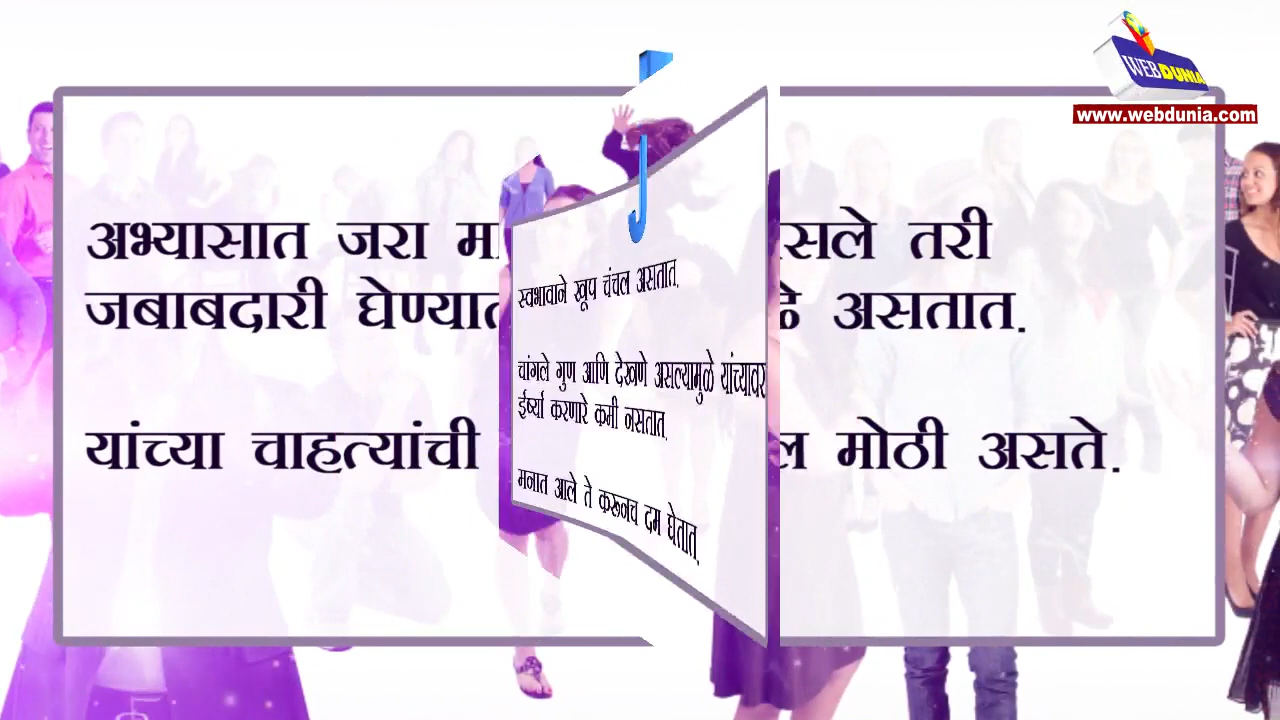 WEBDUNIA
www.webdunia.com
अभ्यासात जरा तरी
जबाबदारी असतात.
यांच्या चाहत्यांची मोठी असते.
स्वभावाने खूप चंचल असतात.
चांगले गुण आणि देखणे असल्यामुळे यांच्यावर
ईर्ष्या करणारे कमी नसतात.
मनात आले ते करूनच दम घेतात.